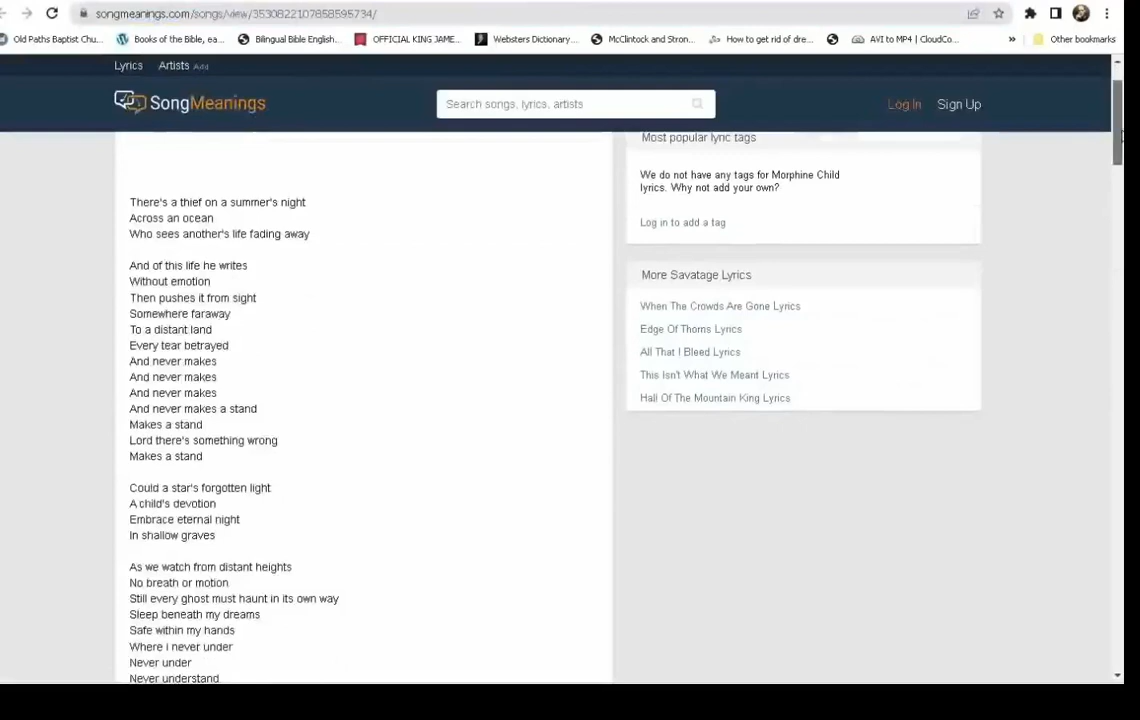 songmeanings.com/songs/view/3530822107858595734/
Old Paths Baptist Chu...
Books of the Bible, ea...
Bilingual Bible English...
OFFICIAL KING JAME...
Websters Dictionary...
McClintock and Stron...
How to get rid of dre...
AVI to MP4 | CloudCo...
»
Other bookmarks
Lyrics
Artists Add
SongMeanings
Search songs, lyrics, artists
Log In
Sign Up
There's a thief on a summer's night
Across an ocean
Who sees another's life fading away
And of this life he writes
Without emotion
Then pushes it from sight
Somewhere faraway
To a distant land
Every tear betrayed
And never makes
And never makes
And never makes
And never makes a stand
Makes a stand
Lord there's something wrong
Makes a stand
Could a star's forgotten light
A child's devotion
Embrace eternal night
In shallow graves
As we watch from distant heights
No breath or motion
Still every ghost must haunt in its own way
Sleep beneath my dreams
Safe within my hands
Where I never under
Never under
Never understand
Most popular lyric tags
We do not have any tags for Morphine Child
lyrics. Why not add your own?
Log in to add a tag
More Savatage Lyrics
When The Crowds Are Gone Lyrics
Edge Of Thorns Lyrics
All That I Bleed Lyrics
This Isn't What We Meant Lyrics
Hall Of The Mountain King Lyrics